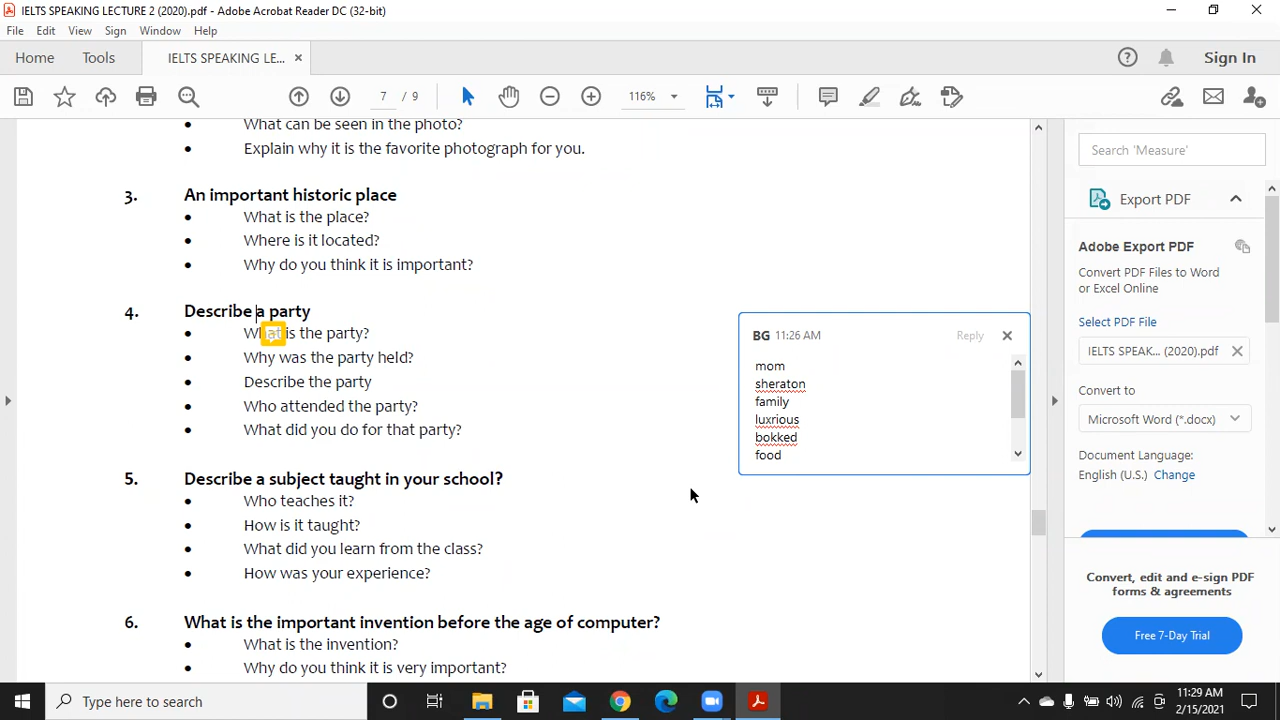 IELTS SPEAKING LECTURE 2 (2020).pdf - Adobe Acrobat Reader DC (32-bit)
File Edit View Sign Window Help
Home Tools IELTS SPEAKING LE... × Sign In
7 / 9 116%
• What can be seen in the photo?
• Explain why it is the favorite photograph for you.
3. An important historic place
• What is the place?
• Where is it located?
• Why do you think it is important?
4. Describe a party
• What is the party?
• Why was the party held?
• Describe the party
• Who attended the party?
• What did you do for that party?
5. Describe a subject taught in your school?
• Who teaches it?
• How is it taught?
• What did you learn from the class?
• How was your experience?
6. What is the important invention before the age of computer?
• What is the invention?
• Why do you think it is very important?
BG 11:26 AM Reply
mom
sheraton
family
luxrious
bokked
food
Search 'Measure'
Export PDF
Adobe Export PDF
Convert PDF Files to Word
or Excel Online
Select PDF File
IELTS SPEAK... (2020).pdf
Convert to
Microsoft Word (*.docx)
Document Language:
English (U.S.) Change
Convert, edit and e-sign PDF
forms & agreements
Free 7-Day Trial
Type here to search
11:29 AM
2/15/2021